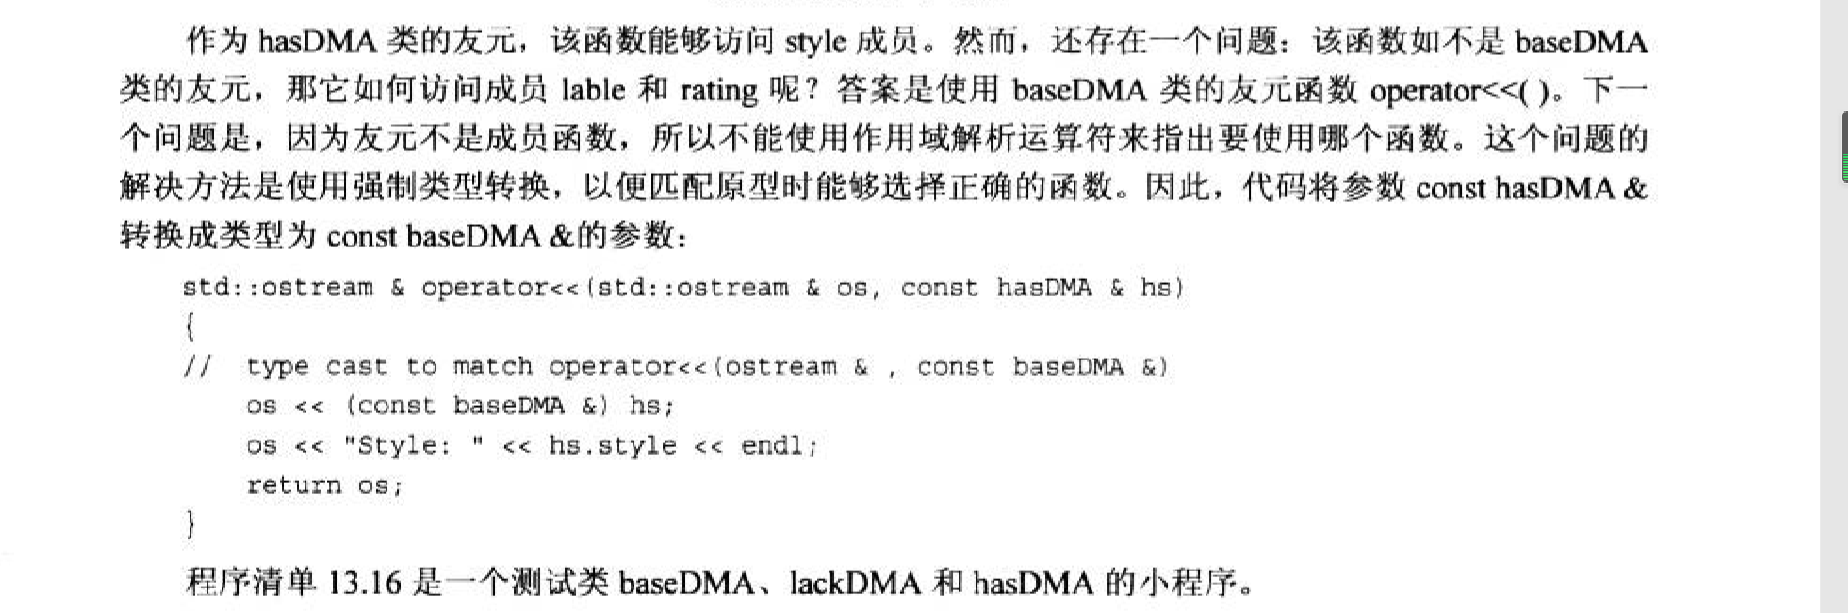 作为 hasDMA 类的友元，该函数能够访问 style 成员。然而，还存在一个问题：该函数如不是 baseDMA
类的友元，那它如何访问成员 lable 和 rating 呢？答案是使用 baseDMA 类的友元函数 operator<<( )。下一
个问题是，因为友元不是成员函数，所以不能使用作用域解析运算符来指出要使用哪个函数。这个问题的
解决方法是使用强制类型转换，以便匹配原型时能够选择正确的函数。因此，代码将参数 const hasDMA &
转换成类型为 const baseDMA &的参数：
std::ostream & operator<<(std::ostream & os, const hasDMA & hs)
{
//  type cast to match operator<<(ostream & , const baseDMA &)
    os << (const baseDMA &) hs;
    os << "Style: " << hs.style << endl;
    return os;
}
程序清单 13.16 是一个测试类 baseDMA、lackDMA 和 hasDMA 的小程序。